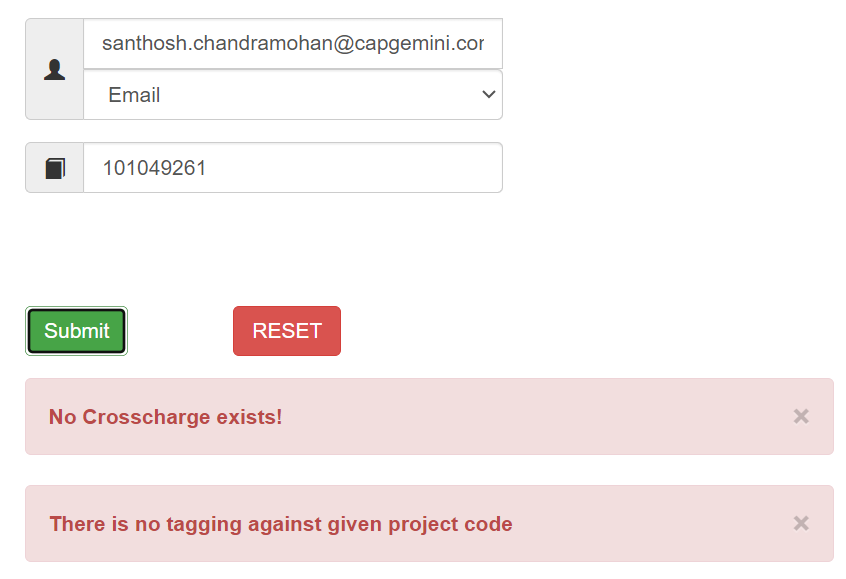 santhosh.chandramohan@capgemini.cor
Email
101049261
Submit
RESET
No Crosscharge exists!
×
There is no tagging against given project code
×